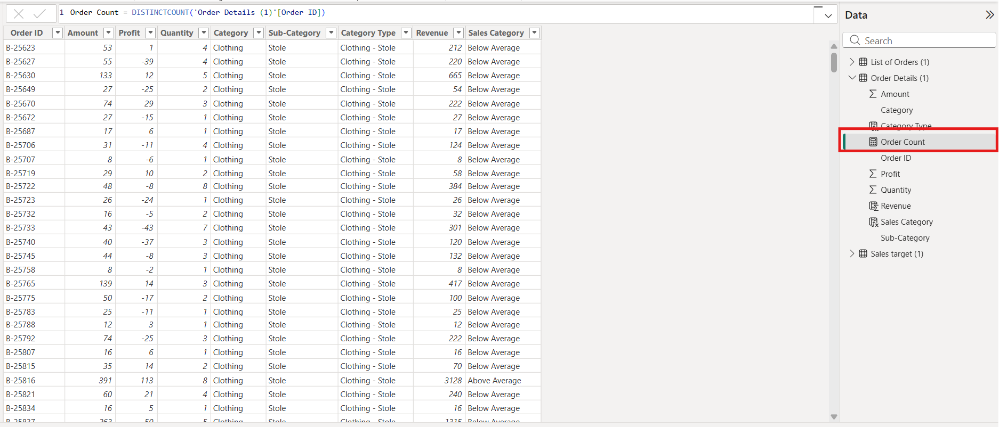 1 Order Count = DISTINCTCOUNT('Order Details (1)'[Order ID])
Order ID Amount Profit Quantity Category Sub-Category Category Type Revenue Sales Category
B-25623 53 1 4 Clothing Stole Clothing - Stole 212 Below Average
B-25627 55 -39 4 Clothing Stole Clothing - Stole 220 Below Average
B-25630 133 12 5 Clothing Stole Clothing - Stole 665 Below Average
B-25649 27 -25 2 Clothing Stole Clothing - Stole 54 Below Average
B-25670 74 29 3 Clothing Stole Clothing - Stole 222 Below Average
B-25672 27 -15 1 Clothing Stole Clothing - Stole 27 Below Average
B-25687 17 6 1 Clothing Stole Clothing - Stole 17 Below Average
B-25706 31 -11 4 Clothing Stole Clothing - Stole 124 Below Average
B-25707 8 -6 1 Clothing Stole Clothing - Stole 8 Below Average
B-25719 29 10 2 Clothing Stole Clothing - Stole 58 Below Average
B-25722 48 -8 8 Clothing Stole Clothing - Stole 384 Below Average
B-25723 26 -24 1 Clothing Stole Clothing - Stole 26 Below Average
B-25732 16 -5 2 Clothing Stole Clothing - Stole 32 Below Average
B-25733 43 -43 7 Clothing Stole Clothing - Stole 301 Below Average
B-25740 40 -37 3 Clothing Stole Clothing - Stole 120 Below Average
B-25745 44 -8 3 Clothing Stole Clothing - Stole 132 Below Average
B-25758 8 -2 1 Clothing Stole Clothing - Stole 8 Below Average
B-25765 139 14 3 Clothing Stole Clothing - Stole 417 Below Average
B-25775 50 -17 2 Clothing Stole Clothing - Stole 100 Below Average
B-25783 25 -11 1 Clothing Stole Clothing - Stole 25 Below Average
B-25788 12 3 1 Clothing Stole Clothing - Stole 12 Below Average
B-25792 74 -25 3 Clothing Stole Clothing - Stole 222 Below Average
B-25807 16 6 1 Clothing Stole Clothing - Stole 16 Below Average
B-25815 35 14 2 Clothing Stole Clothing - Stole 70 Below Average
B-25816 391 113 8 Clothing Stole Clothing - Stole 3128 Above Average
B-25821 60 21 4 Clothing Stole Clothing - Stole 240 Below Average
B-25834 16 5 1 Clothing Stole Clothing - Stole 16 Below Average
B-25837 263 50 5 Clothing Stole Clothing - Stole 1315 Below Average
Data
Search
List of Orders (1)
Order Details (1)
Amount
Category
Category Type
Order Count
Order ID
Profit
Quantity
Revenue
Sales Category
Sub-Category
Sales target (1)